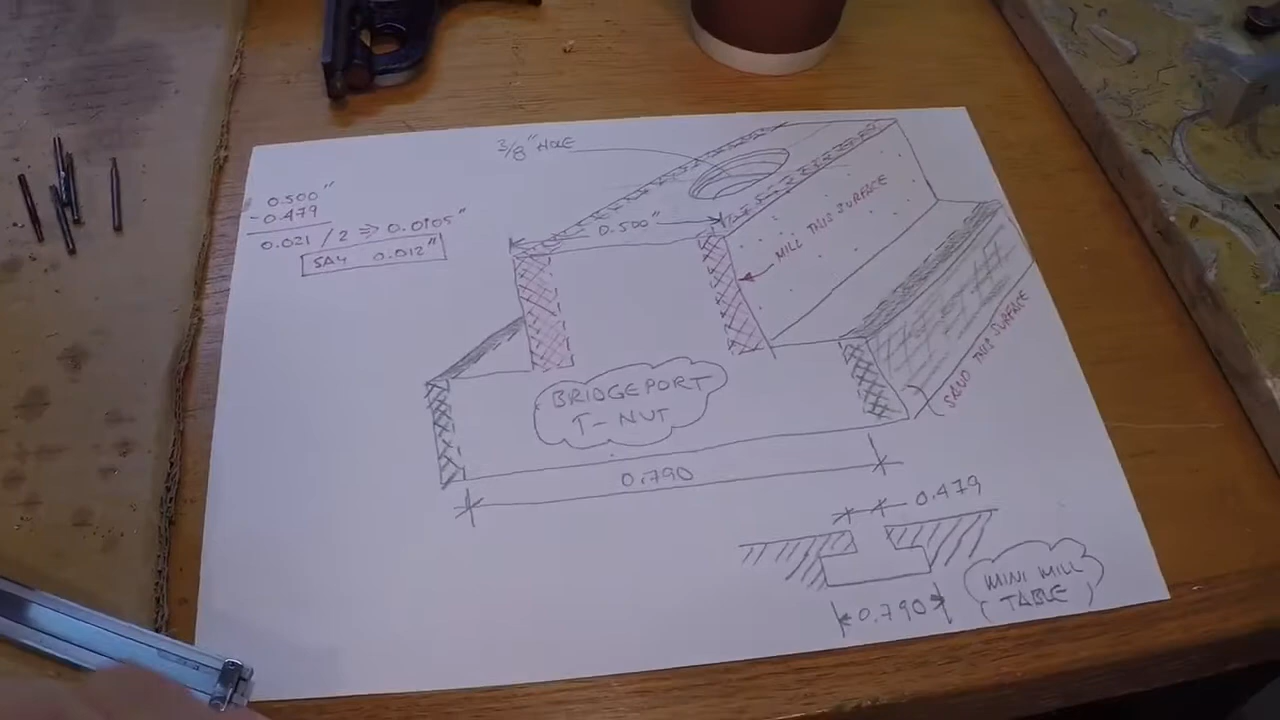 3/8" HOLE
0.500"
-0.479
0.021 / 2 => 0.0105"
SAY 0.012"
0.500"
MILL THIS SURFACE
SAND THIS SURFACE
BRIDGEPORT
T-NUT
0.790
0.479
MINI MILL
TABLE
0.790